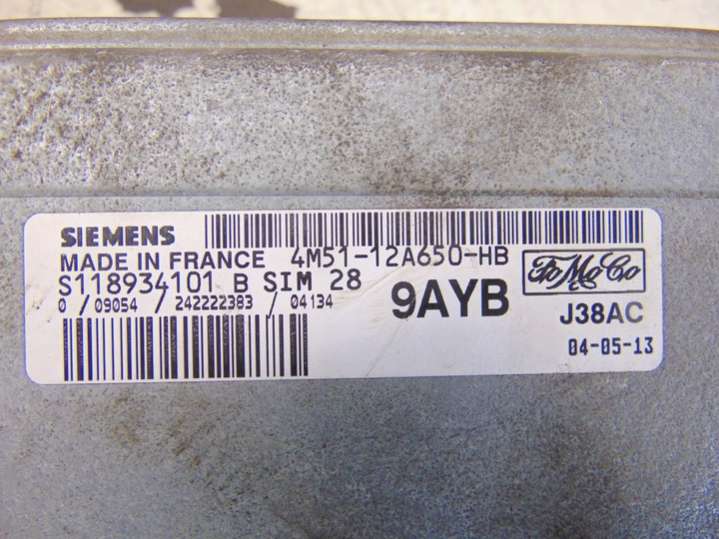 SIEMENS
MADE IN FRANCE 4M51-12A650-HB
S118934101 B SIM 28
0 / 09054 / 242222383 / 04134
9AYB
FoMoCo
J38AC
04-05-13